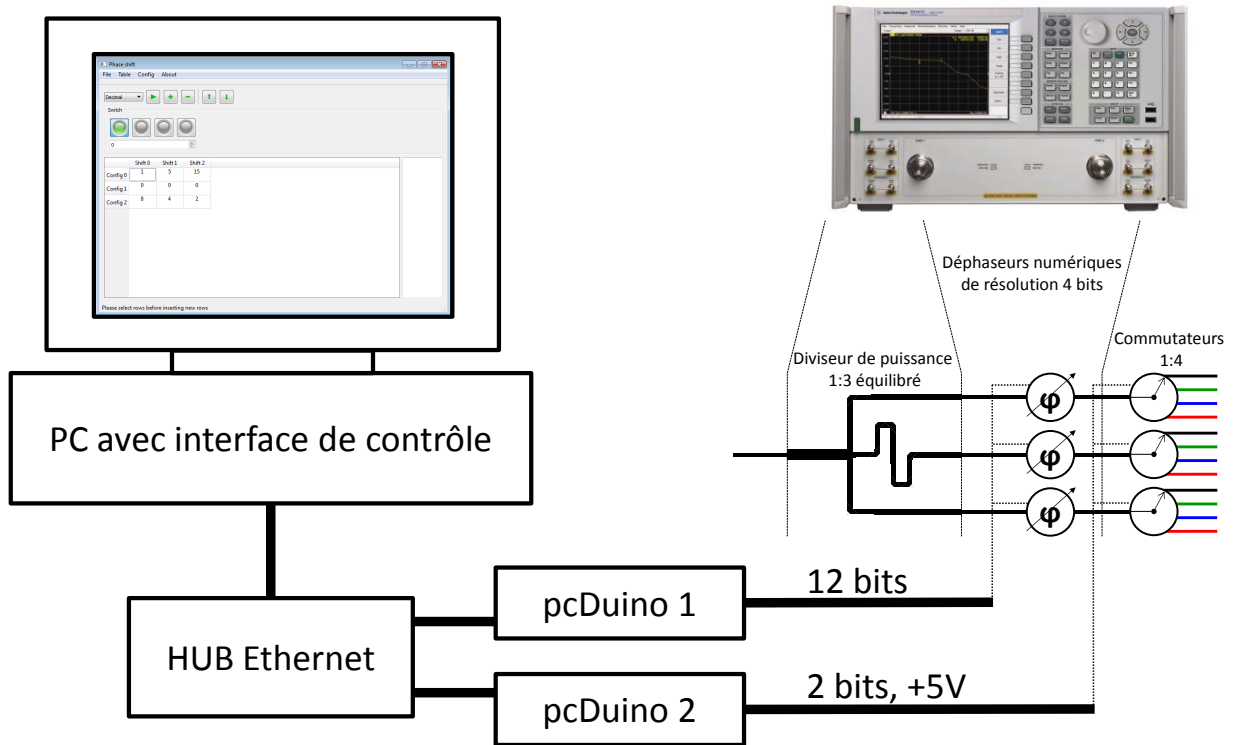 Phase shift
File Table Config About
Decimal
Switch
0
Shift 0 Shift 1 Shift 2
Config 0 1 5 15
Config 1 0 0 0
Config 2 8 4 2
Please select rows before inserting new rows
PC avec interface de contrôle
HUB Ethernet
pcDuino 1
pcDuino 2
12 bits
2 bits, +5V
Agilent Technologies
Déphaseurs numériques
de résolution 4 bits
Diviseur de puissance
1:3 équilibré
Commutateurs
1:4
φ
φ
φ